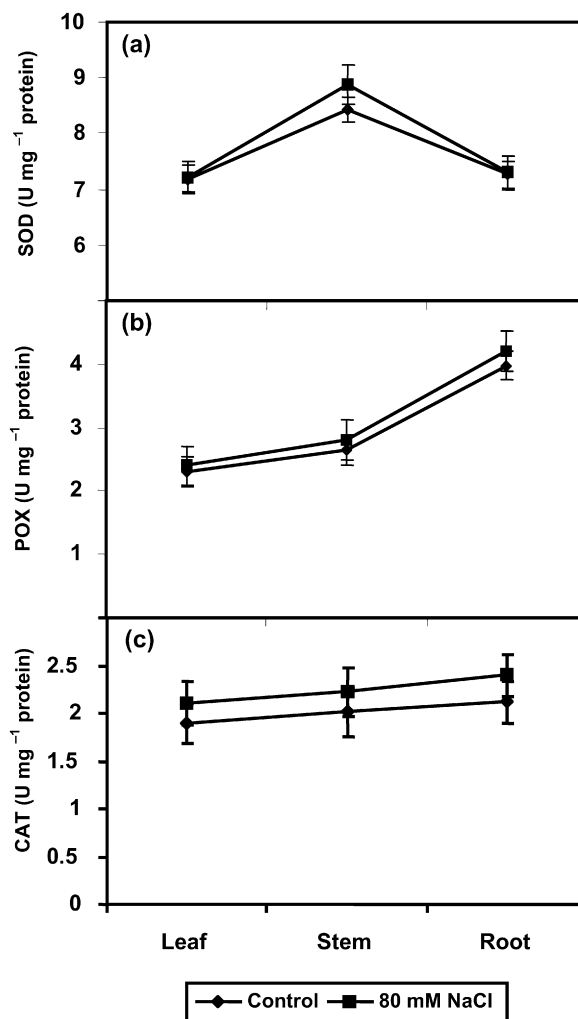 (a)
10
9
8
7
6
SOD (U mg −1 protein)
(b)
4
3
2
1
POX (U mg −1 protein)
(c)
2.5
2
1.5
1
0.5
0
CAT (U mg −1 protein)
Leaf Stem Root
Control 80 mM NaCl